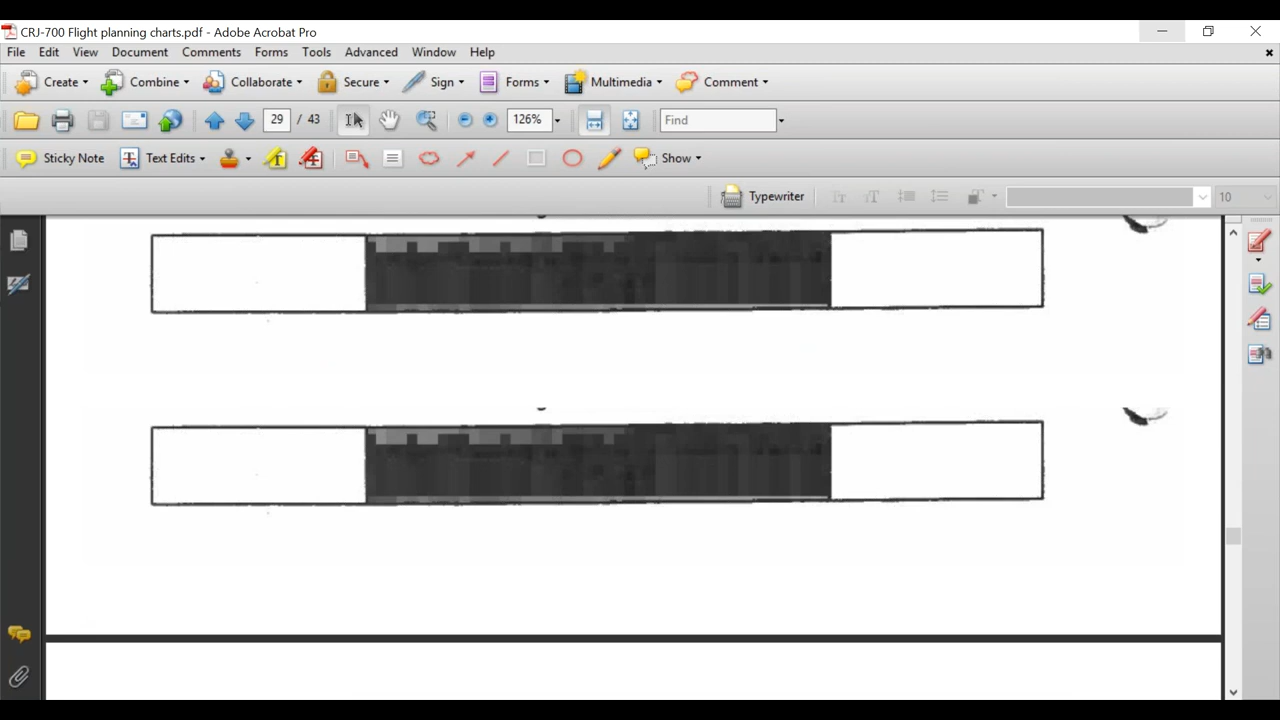 CRJ-700 Flight planning charts.pdf - Adobe Acrobat Pro
File Edit View Document Comments Forms Tools Advanced Window Help
Create Combine Collaborate Secure Sign Forms Multimedia Comment
29 / 43 126% Find
Sticky Note Text Edits Show
Typewriter 10